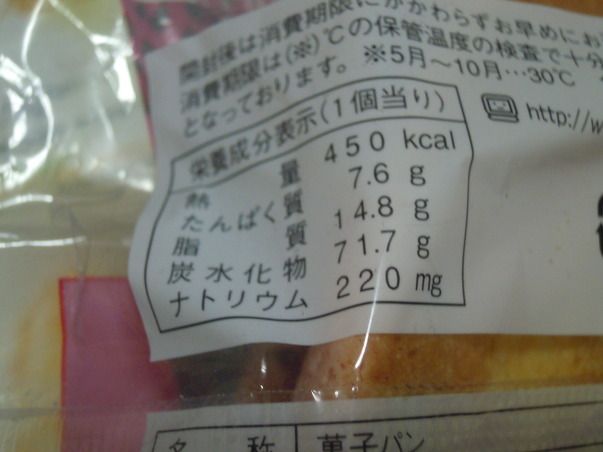 開封後は消費期限にかかわらずお早めにお
消費期限は(※)℃の保管温度の検査で十分
となっております。※5月～10月…30℃
http://w
栄養成分表示(1個当り)
熱量 450 kcal
たんぱく質 7.6 g
脂質 14.8 g
炭水化物 71.7 g
ナトリウム 220 mg
名称 菓子パン